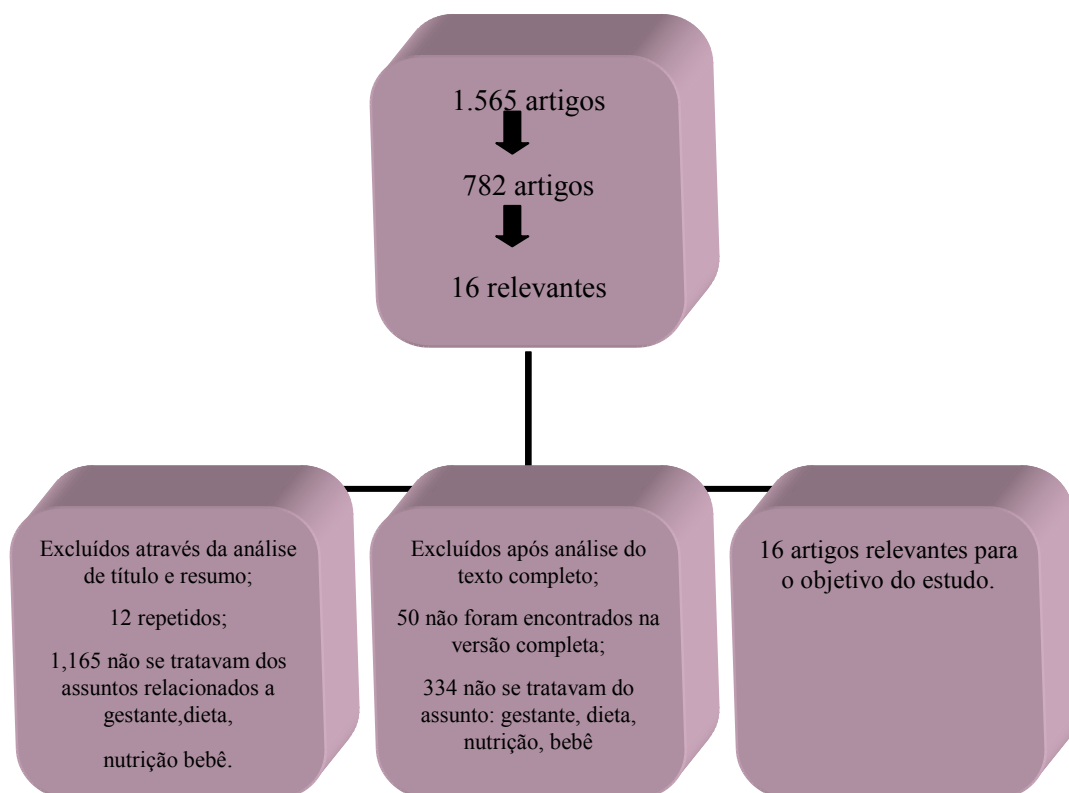 1.565 artigos
782 artigos
16 relevantes
Excluídos através da análise
de título e resumo;
12 repetidos;
1,165 não se tratavam dos
assuntos relacionados a
gestante,dieta,
nutrição bebê.
Excluídos após análise do
texto completo;
50 não foram encontrados na
versão completa;
334 não se tratavam do
assunto: gestante, dieta,
nutrição, bebê
16 artigos relevantes para
o objetivo do estudo.